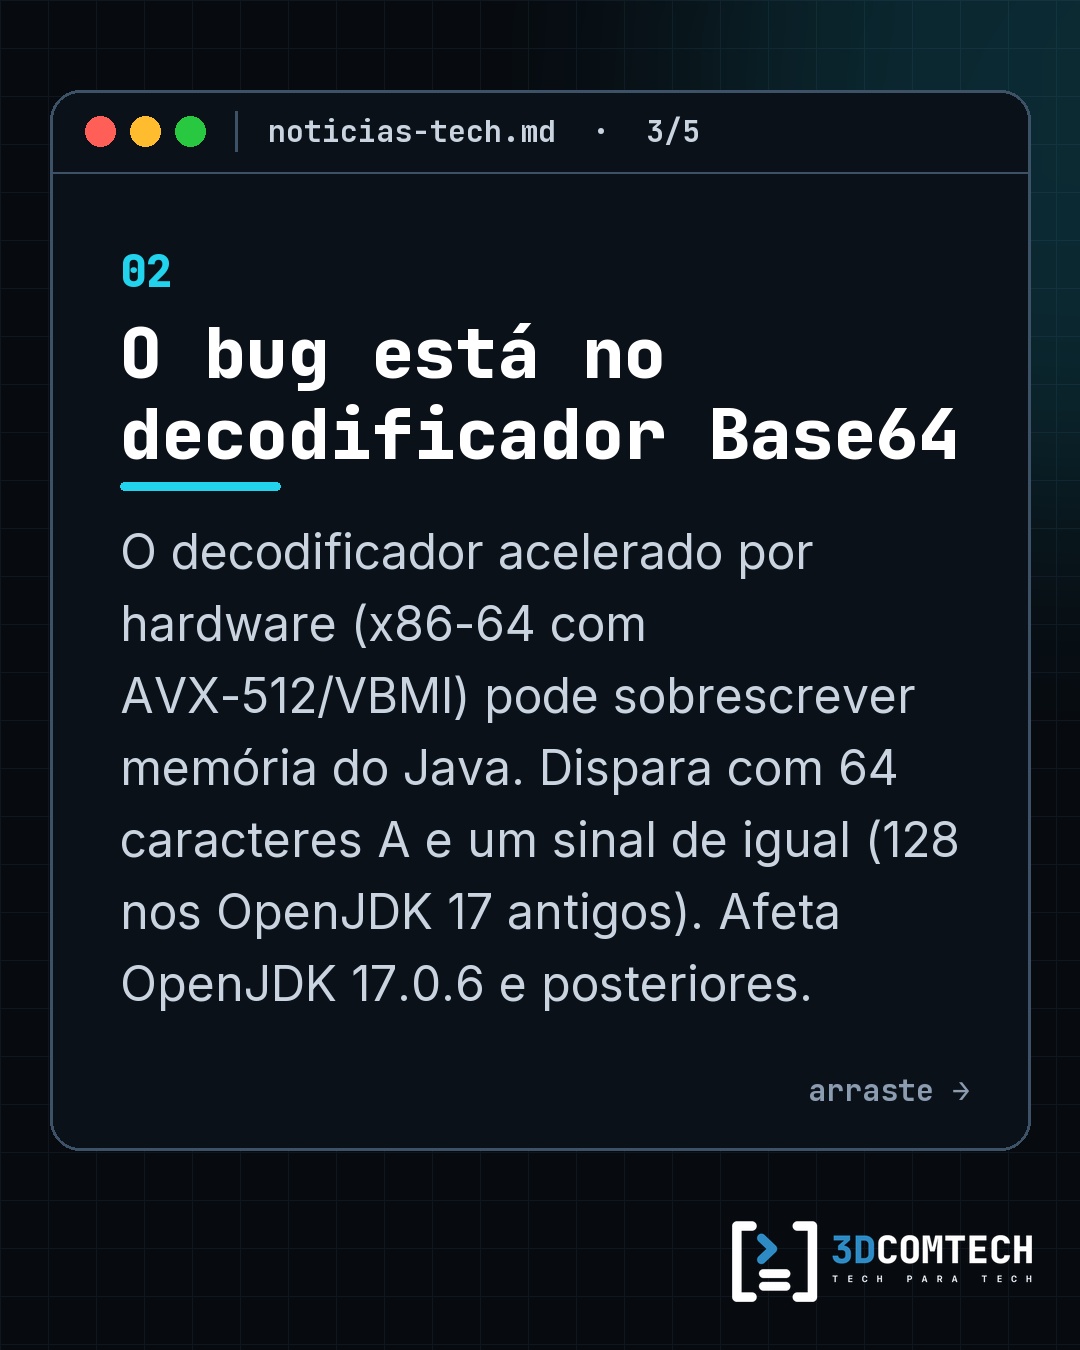 noticias-tech.md · 3/5
02
O bug está no
decodificador Base64
O decodificador acelerado por
hardware (x86-64 com
AVX-512/VBMI) pode sobrescrever
memória do Java. Dispara com 64
caracteres A e um sinal de igual (128
nos OpenJDK 17 antigos). Afeta
OpenJDK 17.0.6 e posteriores.
arraste →
3DCOMTECH
TECH PARA TECH